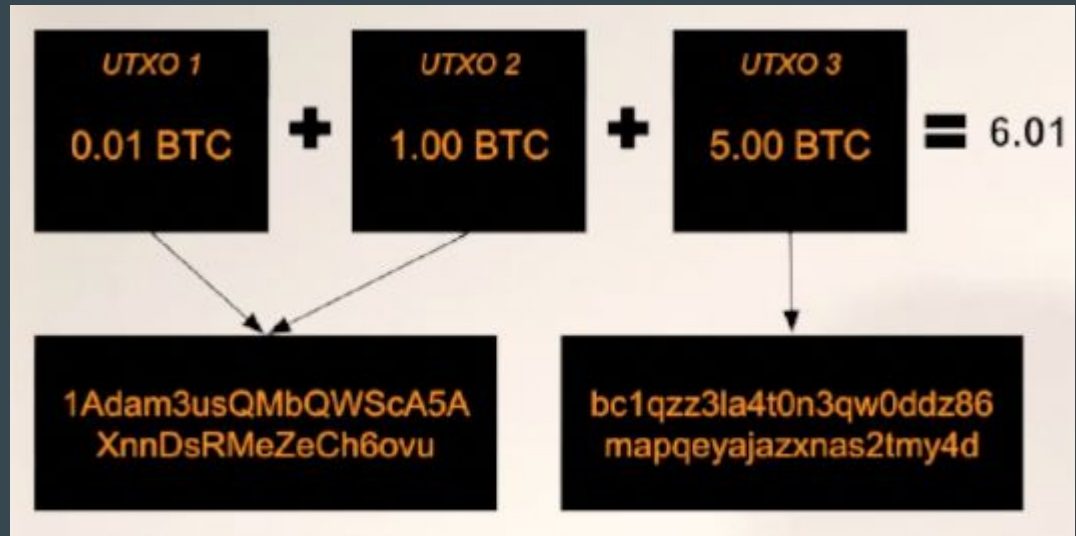 UTXO 1
0.01 BTC
+
UTXO 2
1.00 BTC
+
UTXO 3
5.00 BTC
= 6.01
1Adam3usQMbQWScA5A
XnnDsRMeZeCh6ovu
bc1qzz3la4t0n3qw0ddz86
mapqeyajazxnas2tmy4d